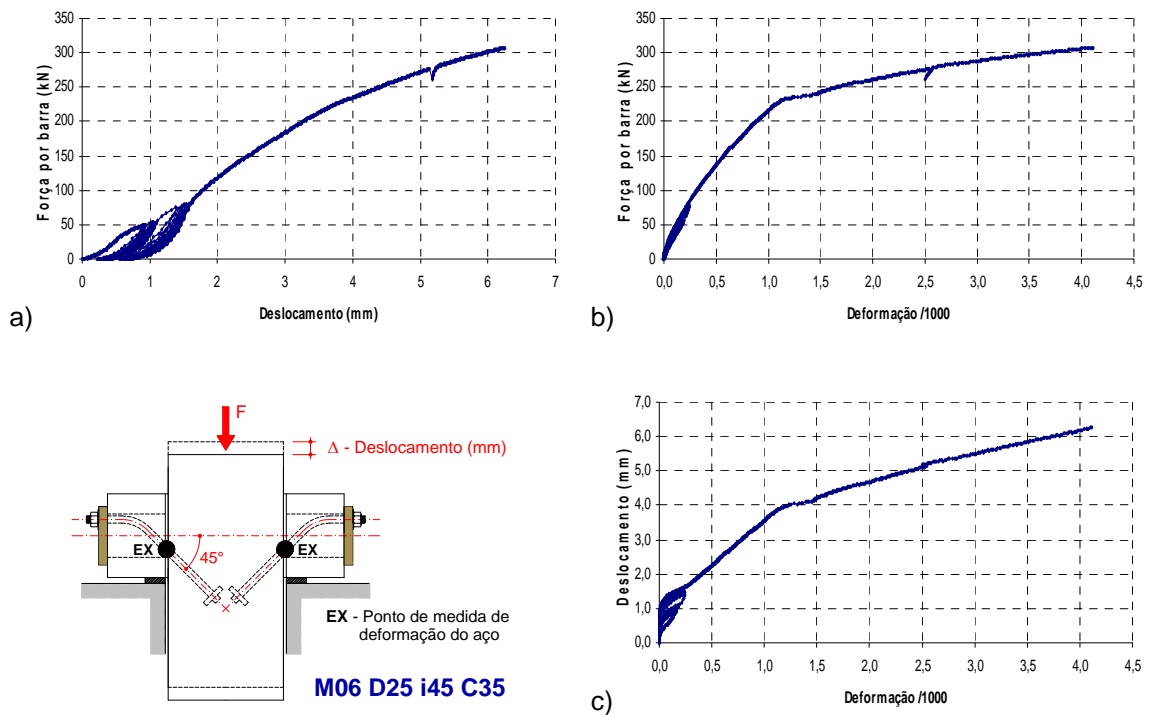 350
300
250
200
150
100
50
0
0 1 2 3 4 5 6 7
Força por barra (kN)
Deslocamento (mm)
a)
350
300
250
200
150
100
50
0
0,0 0,5 1,0 1,5 2,0 2,5 3,0 3,5 4,0 4,5
Força por barra (kN)
Deformação /1000
b)
F
Δ - Deslocamento (mm)
EX
EX
45°
EX - Ponto de medida de
deformação do aço
M06 D25 i45 C35
7,0
6,0
5,0
4,0
3,0
2,0
1,0
0,0
0,0 0,5 1,0 1,5 2,0 2,5 3,0 3,5 4,0 4,5
Deslocamento (mm)
Deformação /1000
c)